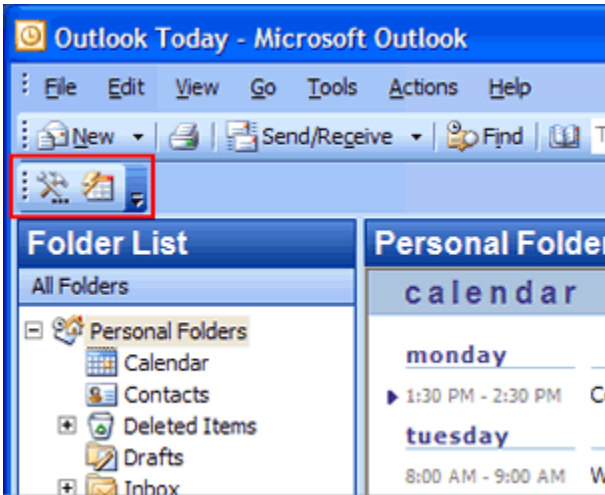 Outlook Today - Microsoft Outlook
File Edit View Go Tools Actions Help
New Send/Receive Find
Folder List
Personal Folde
All Folders
calendar
Personal Folders
monday
Calendar
1:30 PM - 2:30 PM
Contacts
tuesday
Deleted Items
Drafts
8:00 AM - 9:00 AM
Inbox